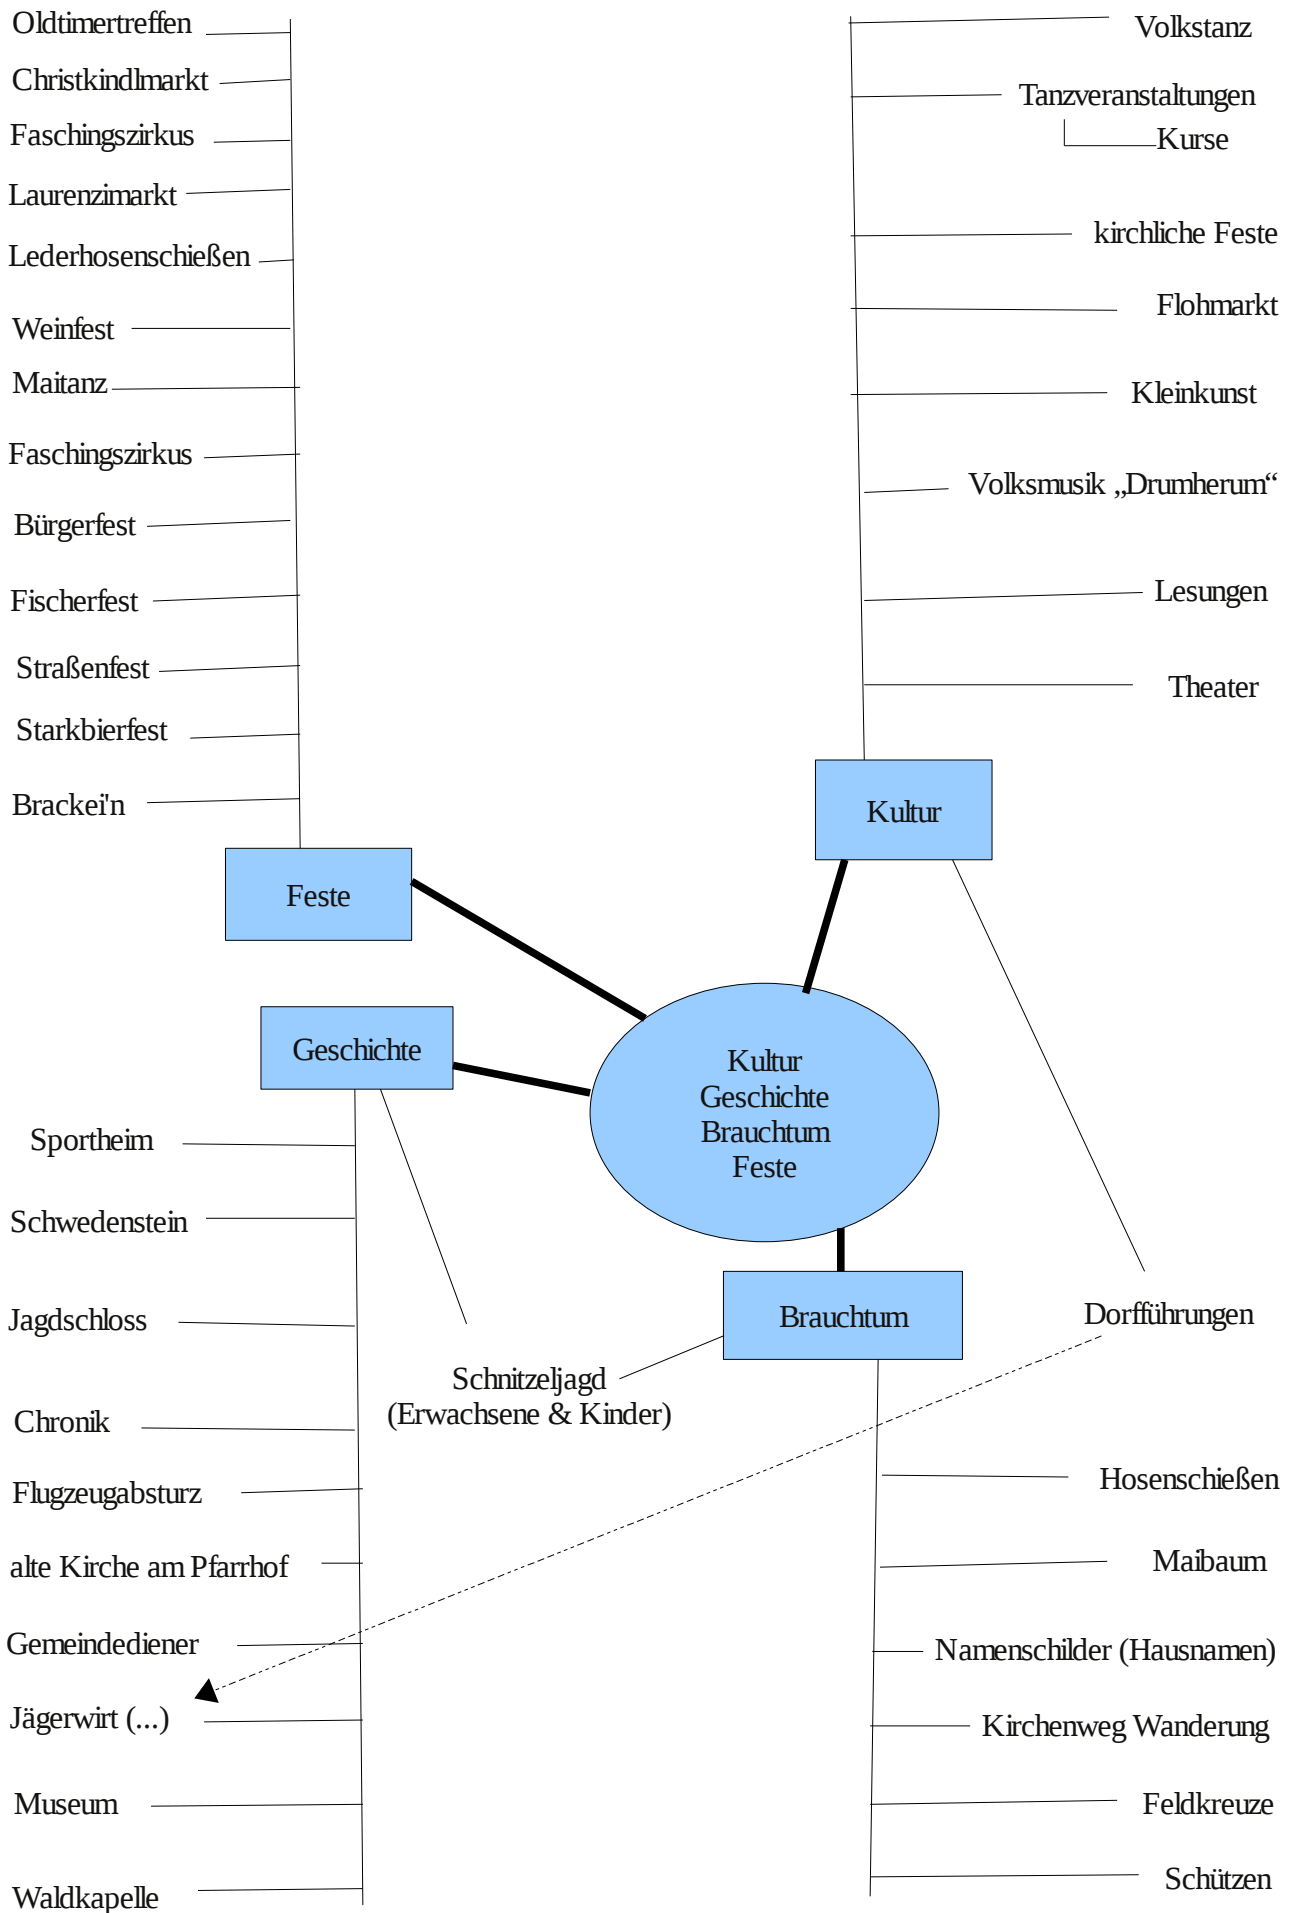 Oldtimertreffen
Christkindlmarkt
Faschingszirkus
Laurenzimarkt
Lederhosenschießen
Weinfest
Maitanz
Faschingszirkus
Bürgerfest
Fischerfest
Straßenfest
Starkbierfest
Brackei'n
Feste
Volkstanz
Tanzveranstaltungen
Kurse
kirchliche Feste
Flohmarkt
Kleinkunst
Volksmusik „Drumherum“
Lesungen
Theater
Kultur
Kultur
Geschichte
Brauchtum
Feste
Geschichte
Sportheim
Schwedenstein
Jagdschloss
Chronik
Flugzeugabsturz
alte Kirche am Pfarrhof
Gemeindediener
Jägerwirt (...)
Museum
Waldkapelle
Schnitzeljagd
(Erwachsene & Kinder)
Brauchtum
Dorfführungen
Hosenschießen
Maibaum
Namenschilder (Hausnamen)
Kirchenweg Wanderung
Feldkreuze
Schützen